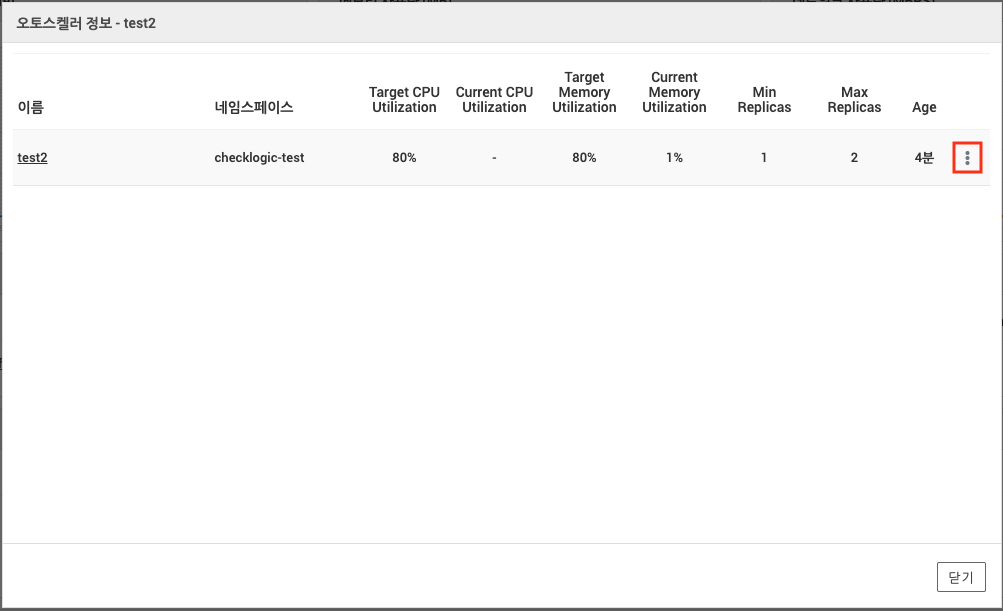 오토스켈러 정보 - test2
이름 네임스페이스 Target CPU Utilization Current CPU Utilization Target Memory Utilization Current Memory Utilization Min Replicas Max Replicas Age
test2 checklogic-test 80% - 80% 1% 1 2 4분
닫기